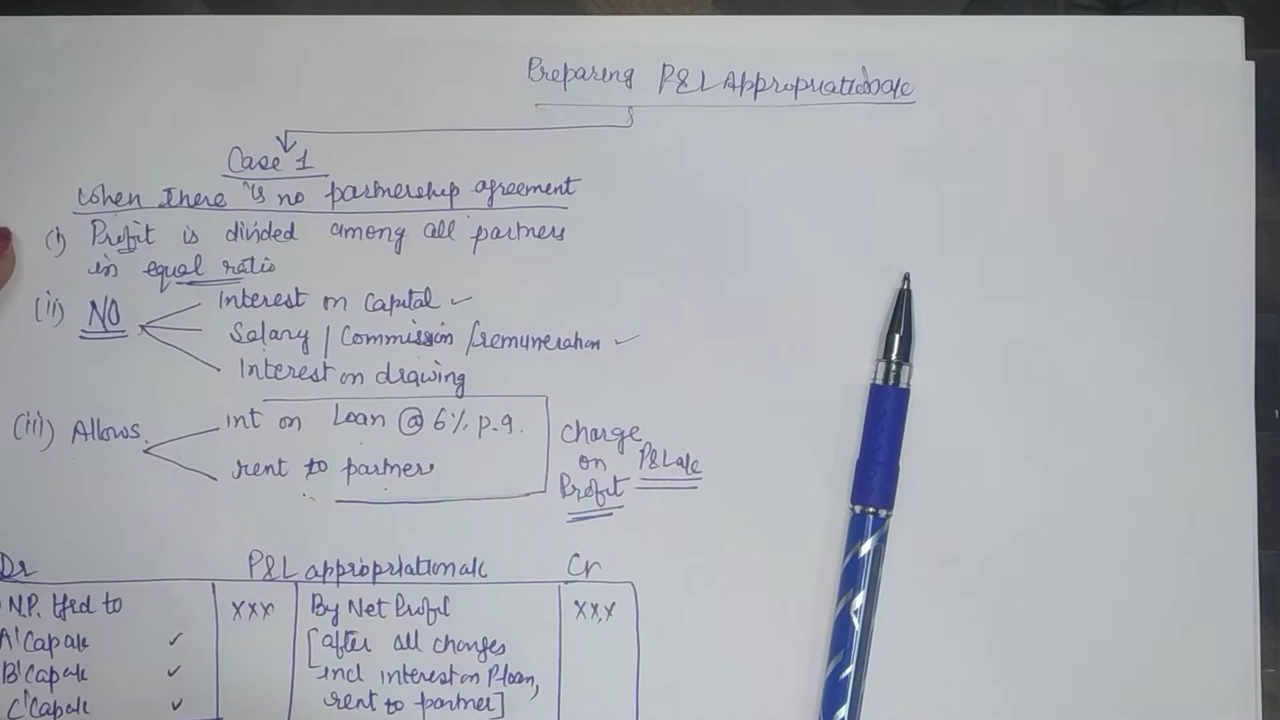 Preparing P&L Appropriation a/c
Case 1
When There is no partnership agreement
(i) Profit is divided among all partners
in equal ratio
(ii) NO
Interest on Capital ✓
Salary / Commission / remuneration ✓
Interest on drawing
(iii) Allows
int on Loan @ 6% p.a.
rent to partner
Charge
on
Profit
P&L a/c
Dr P&L appropriation a/c Cr
N.P. tfed to xxx By Net Profit xxx
A' Cap a/c ✓ [after all charges
B' Cap a/c ✓ incl interest on P. loan,
C' Cap a/c ✓ rent to partner]